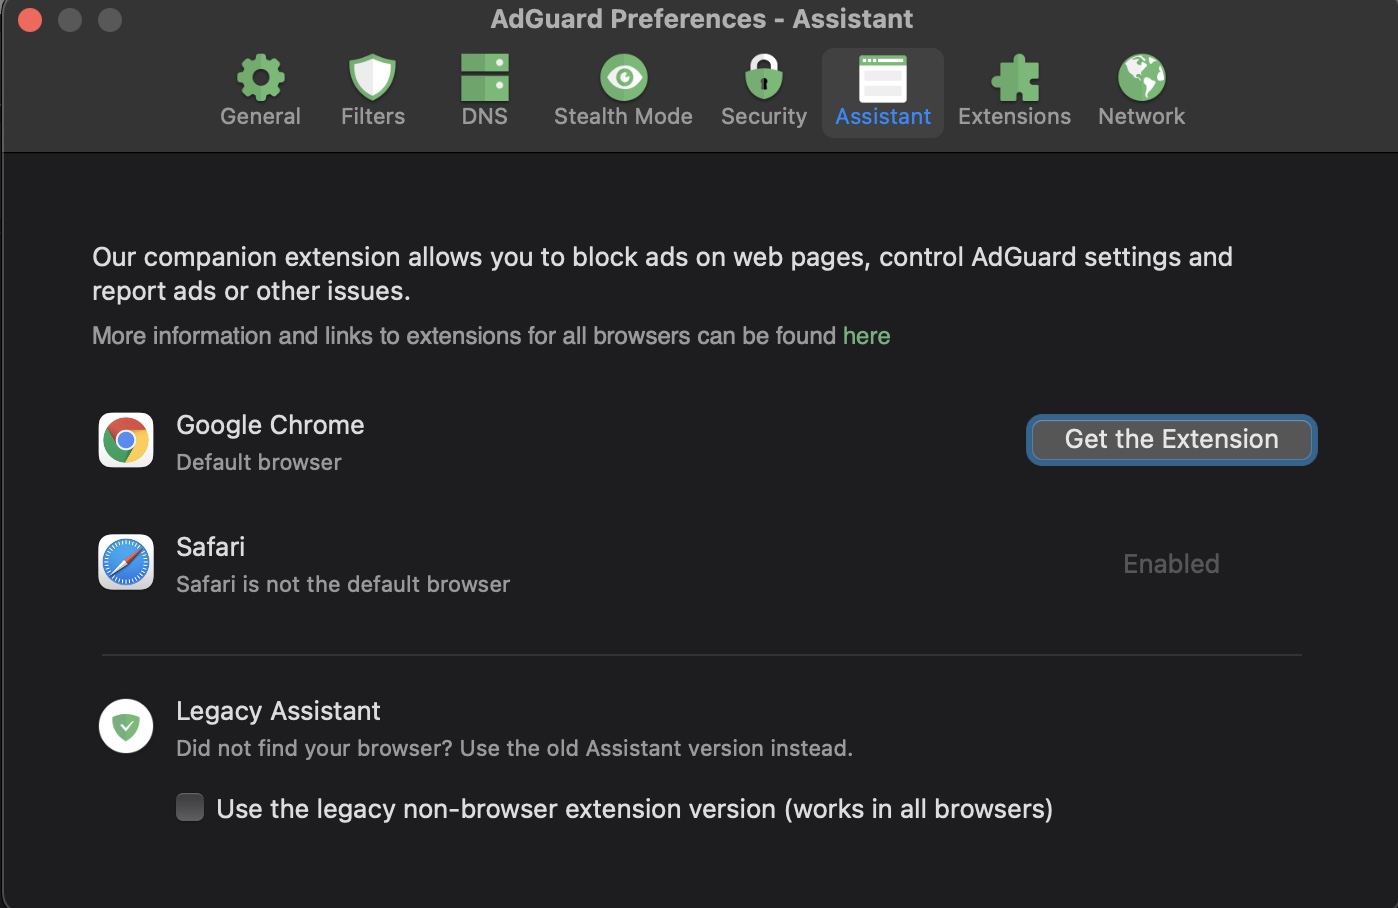 AdGuard Preferences - Assistant
General
Filters
DNS
Stealth Mode
Security
Assistant
Extensions
Network
Our companion extension allows you to block ads on web pages, control AdGuard settings and
report ads or other issues.
More information and links to extensions for all browsers can be found here
Google Chrome
Default browser
Get the Extension
Safari
Safari is not the default browser
Enabled
Legacy Assistant
Did not find your browser? Use the old Assistant version instead.
Use the legacy non-browser extension version (works in all browsers)